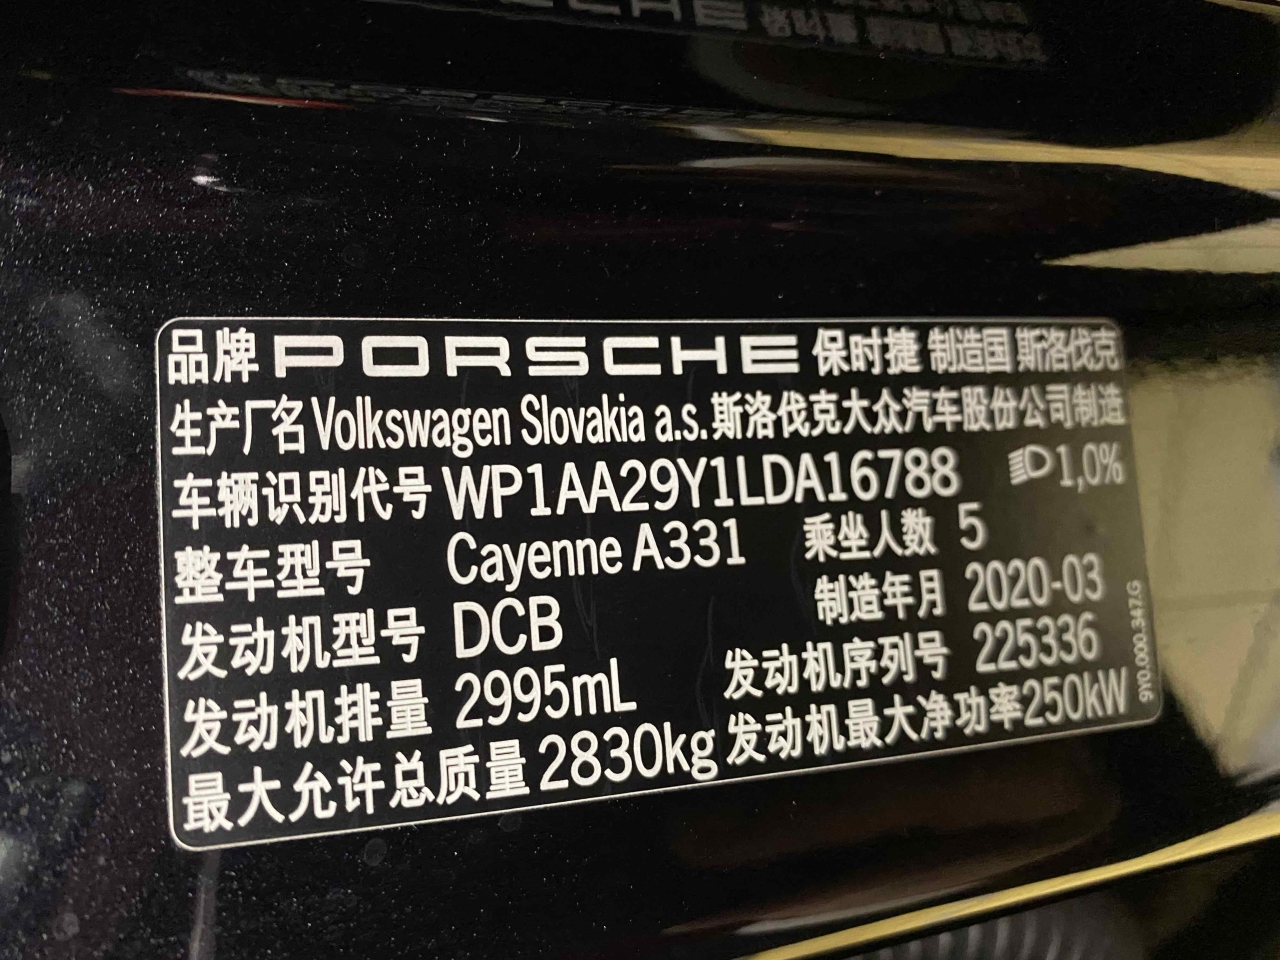 品牌 PORSCHE 保时捷 制造国 斯洛伐克
生产厂名 Volkswagen Slovakia a.s. 斯洛伐克大众汽车股份公司制造
车辆识别代号 WP1AA29Y1LDA16788 1,0%
整车型号 Cayenne A331 乘坐人数 5
发动机型号 DCB 制造年月 2020-03
发动机排量 2995mL 发动机序列号 225336
最大允许总质量 2830kg 发动机最大净功率 250kW
9Y0.000.347.G